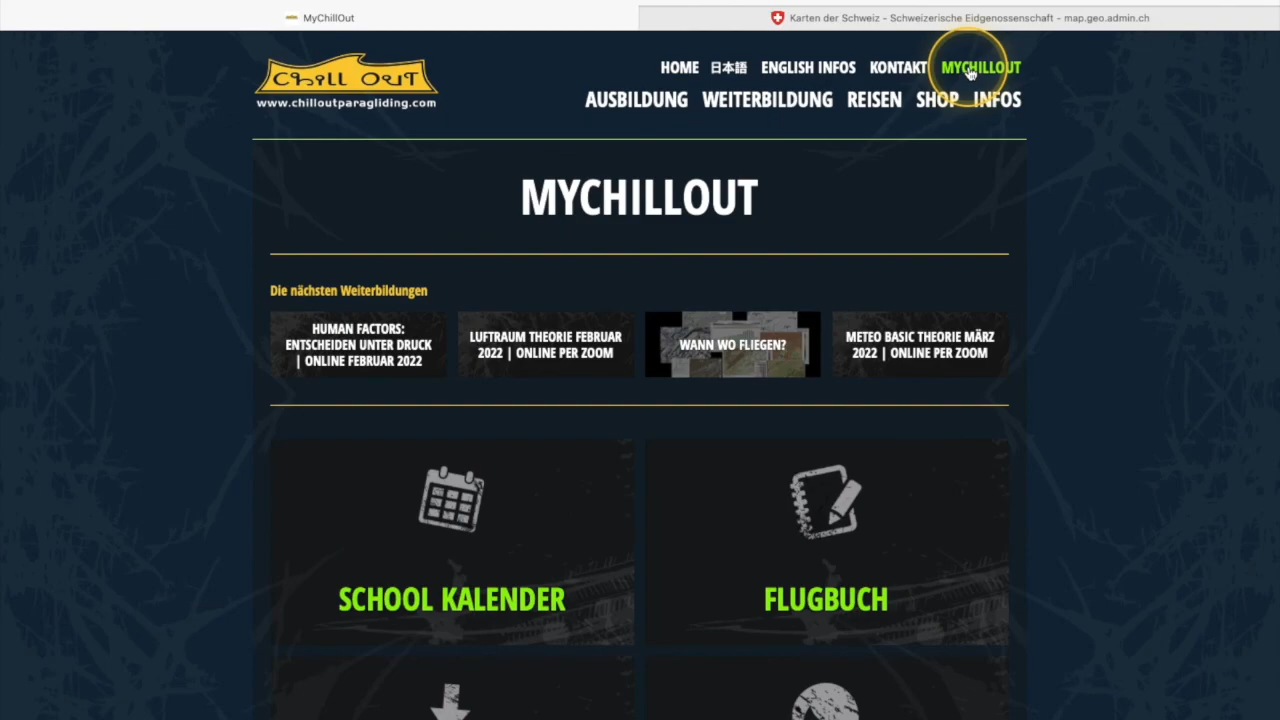 MyChillOut
Karten der Schweiz - Schweizerische Eidgenossenschaft - map.geo.admin.ch
CHILL OUT
www.chilloutparagliding.com
HOME 日本語 ENGLISH INFOS KONTAKT MYCHILLOUT
AUSBILDUNG WEITERBILDUNG REISEN SHOP INFOS
MYCHILLOUT
Die nächsten Weiterbildungen
HUMAN FACTORS:
ENTSCHEIDEN UNTER DRUCK
| ONLINE FEBRUAR 2022
LUFTRAUM THEORIE FEBRUAR
2022 | ONLINE PER ZOOM
WANN WO FLIEGEN?
METEO BASIC THEORIE MÄRZ
2022 | ONLINE PER ZOOM
SCHOOL KALENDER
FLUGBUCH